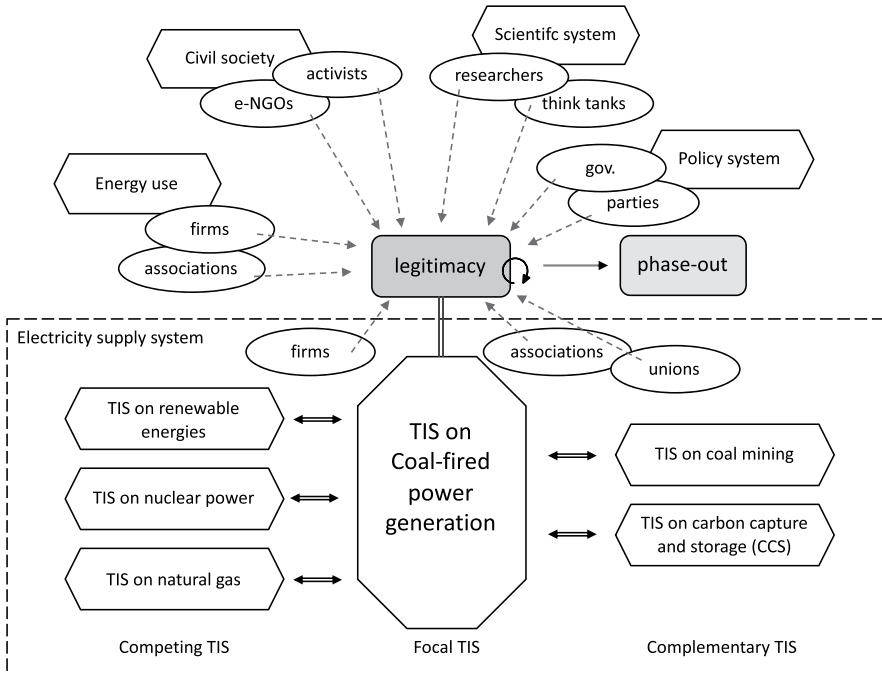 Scientifc system
Civil society
activists
researchers
e-NGOs
think tanks
gov.
Policy system
Energy use
parties
firms
associations
legitimacy
phase-out
Electricity supply system
firms
associations
unions
TIS on renewable
energies
TIS on nuclear power
TIS on natural gas
TIS on
Coal-fired
power
generation
TIS on coal mining
TIS on carbon capture
and storage (CCS)
Competing TIS
Focal TIS
Complementary TIS